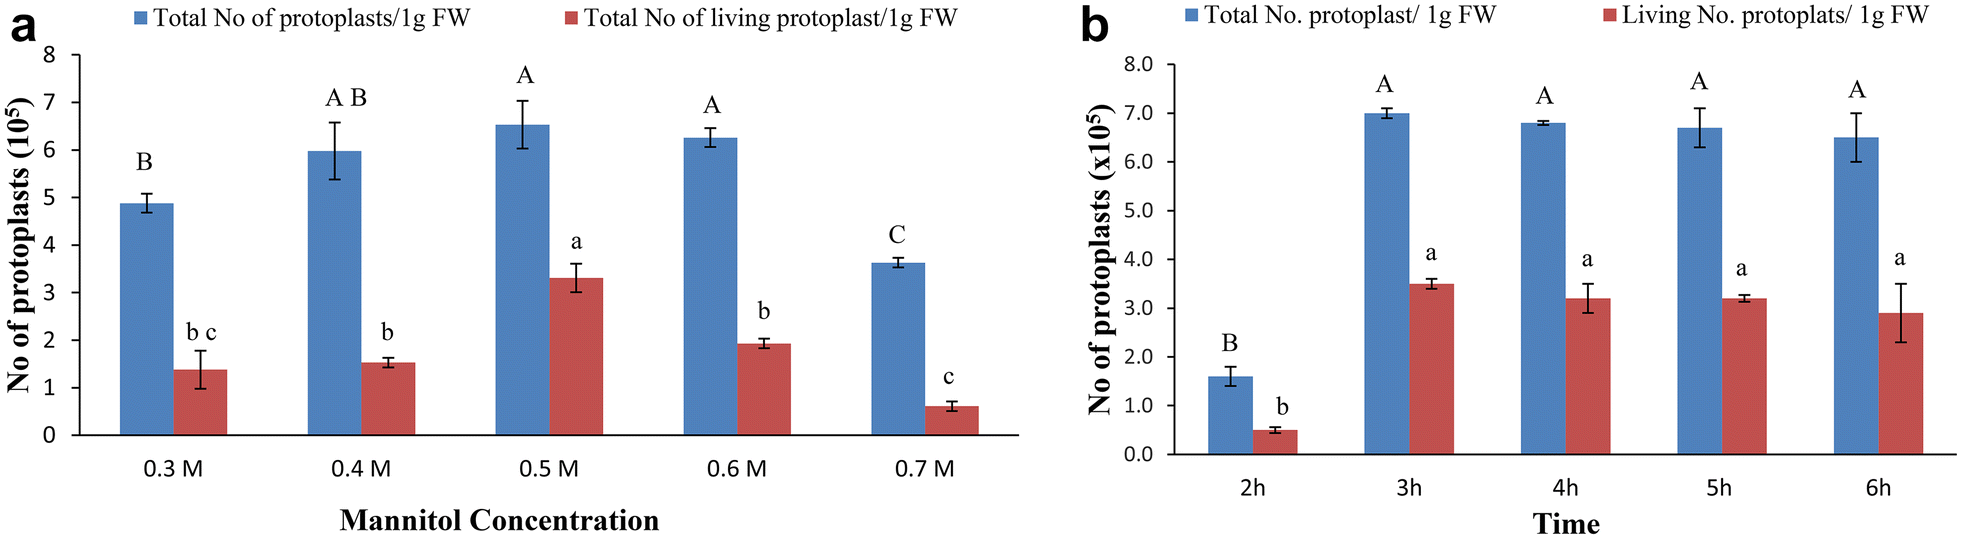 a
Total No of protoplasts/1g FW
Total No of living protoplast/1g FW
No of protoplasts (10⁵)
8
7
6
5
4
3
2
1
0
B
b c
A B
b
A
a
A
b
C
c
0.3 M 0.4 M 0.5 M 0.6 M 0.7 M
Mannitol Concentration
b
Total No. protoplast/ 1g FW
Living No. protoplats/ 1g FW
No of protoplasts (x10⁵)
8.0
7.0
6.0
5.0
4.0
3.0
2.0
1.0
0.0
B
b
A
a
A
a
A
a
A
a
2h 3h 4h 5h 6h
Time